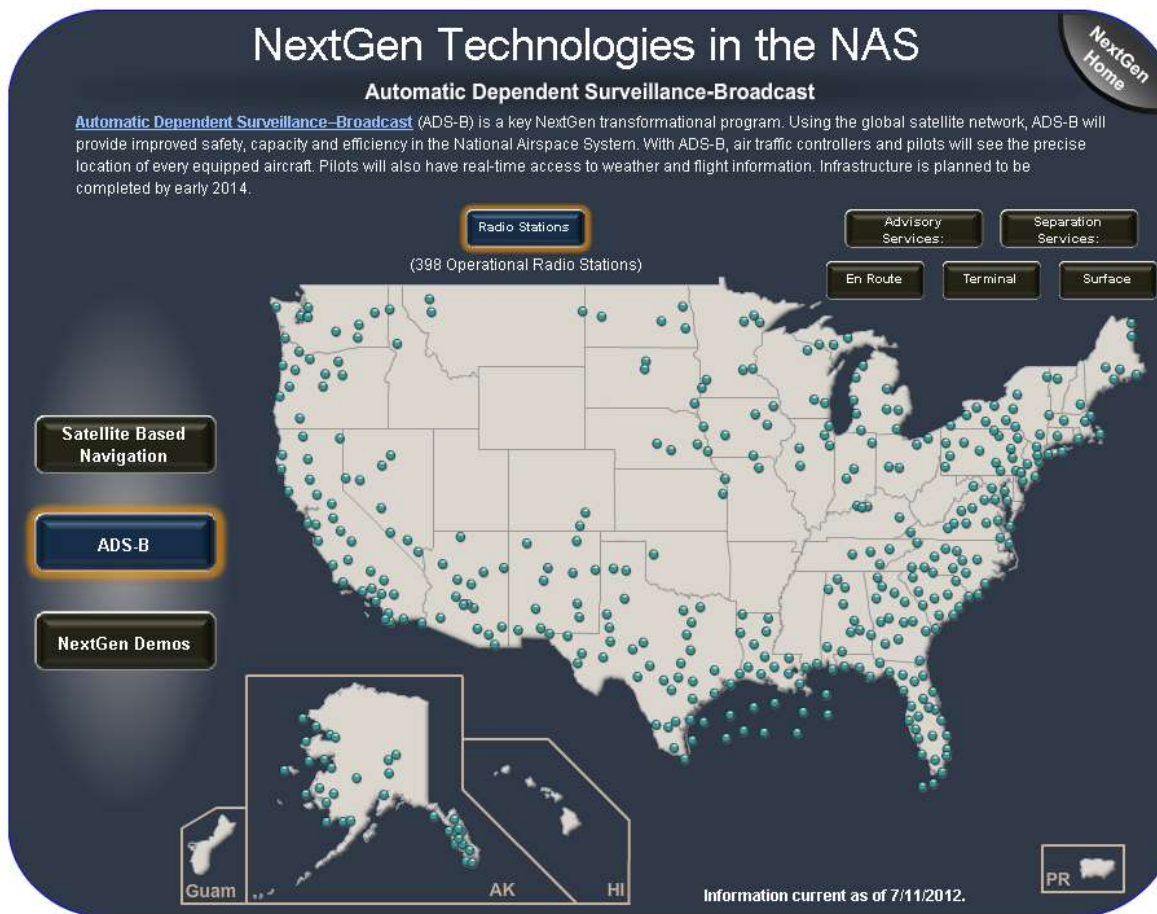 NextGen Technologies in the NAS
NextGen
Home
Automatic Dependent Surveillance-Broadcast
Automatic Dependent Surveillance–Broadcast (ADS-B) is a key NextGen transformational program. Using the global satellite network, ADS-B will
provide improved safety, capacity and efficiency in the National Airspace System. With ADS-B, air traffic controllers and pilots will see the precise
location of every equipped aircraft. Pilots will also have real-time access to weather and flight information. Infrastructure is planned to be
completed by early 2014.
Radio Stations
(398 Operational Radio Stations)
Advisory
Services:
Separation
Services:
En Route
Terminal
Surface
Satellite Based
Navigation
ADS-B
NextGen Demos
Guam
AK
HI
PR
Information current as of 7/11/2012.